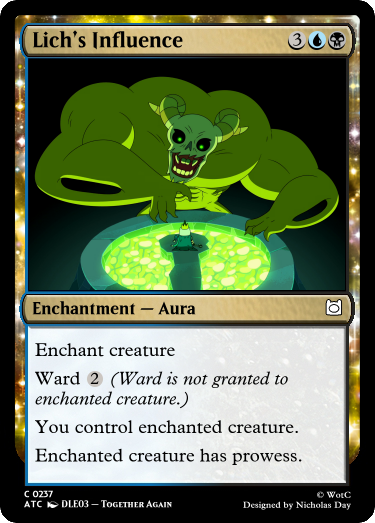 Lich's Influence 3
Enchantment — Aura
Enchant creature
Ward 2 (Ward is not granted to
enchanted creature.)
You control enchanted creature.
Enchanted creature has prowess.
C 0237
ATC DLE03 — Together Again
© WotC
Designed by Nicholas Day